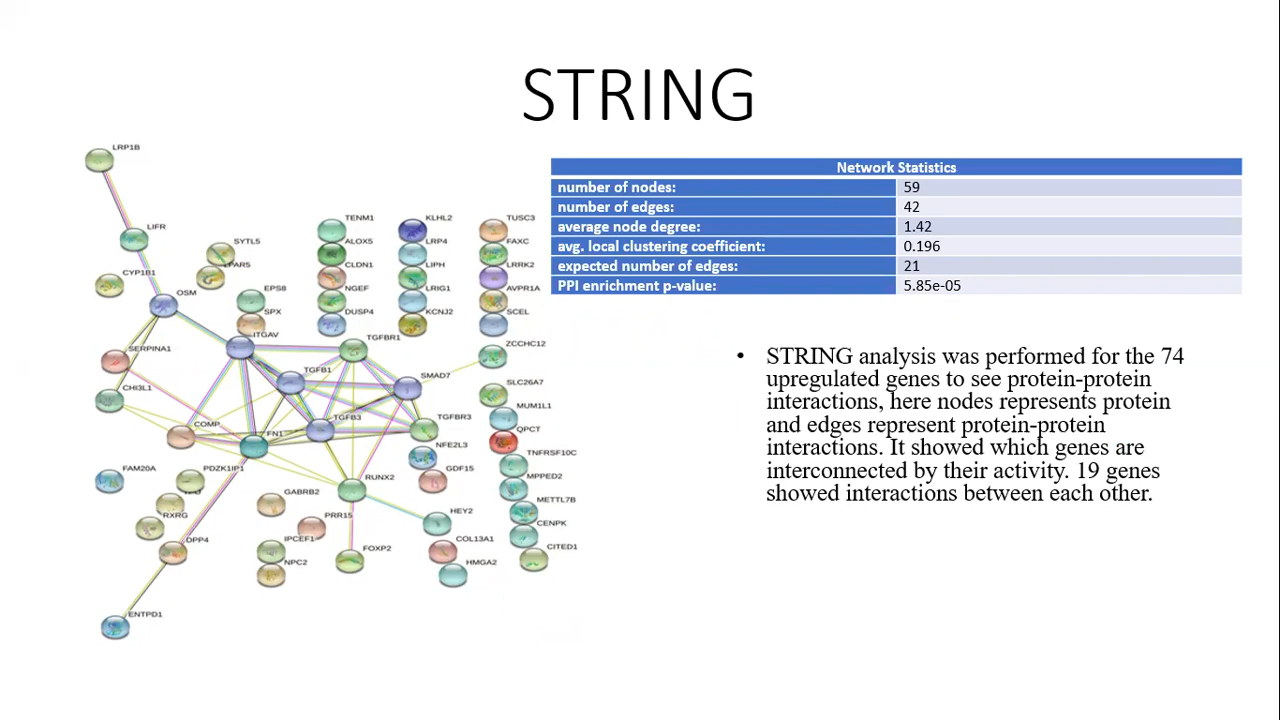 STRING
LRP1B
LIFR
SYTL5
CYP1B1
OSM
EPS8
SPX
ITGAV
TENM1
ALOX5
CLDN1
NGEF
DUSP4
KLHL2
LRP4
LIPH
LRIG1
KCNJ2
TUSC3
FAXC
LRRK2
AVPR1A
SCEL
TGFBR1
ZCCHC12
SERPINA1
TGFB1
SMAD7
CHI3L1
SLC26A7
COMP
FN1
TGFB3
TGFBR3
MUM1L1
NFE2L3
QPCT
FAM20A
PDZK1IP1
GDF15
TNFRSF10C
RUNX2
MPPED2
GABRB2
METTL7B
RXRG
PRR15
HEY2
CENPK
DPP4
IPCEF1
FOXP2
COL13A1
CITED1
NPC2
HMGA2
ENTPD1
Network Statistics
number of nodes: 59
number of edges: 42
average node degree: 1.42
avg. local clustering coefficient: 0.196
expected number of edges: 21
PPI enrichment p-value: 5.85e-05
• STRING analysis was performed for the 74
upregulated genes to see protein-protein
interactions, here nodes represents protein
and edges represent protein-protein
interactions. It showed which genes are
interconnected by their activity. 19 genes
showed interactions between each other.